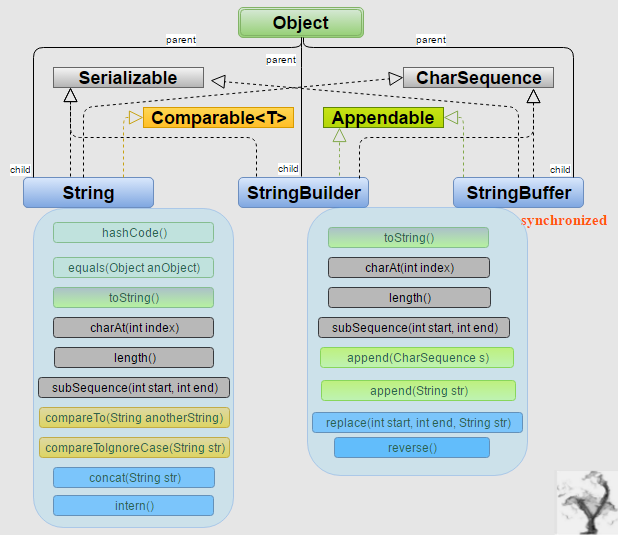 Object
parent
parent
parent
Serializable
CharSequence
Comparable<T>
Appendable
child
child
child
String
StringBuilder
StringBuffer
synchronized
hashCode()
equals(Object anObject)
toString()
charAt(int index)
length()
subSequence(int start, int end)
compareTo(String anotherString)
compareToIgnoreCase(String str)
concat(String str)
intern()
toString()
charAt(int index)
length()
subSequence(int start, int end)
append(CharSequence s)
append(String str)
replace(int start, int end, String str)
reverse()